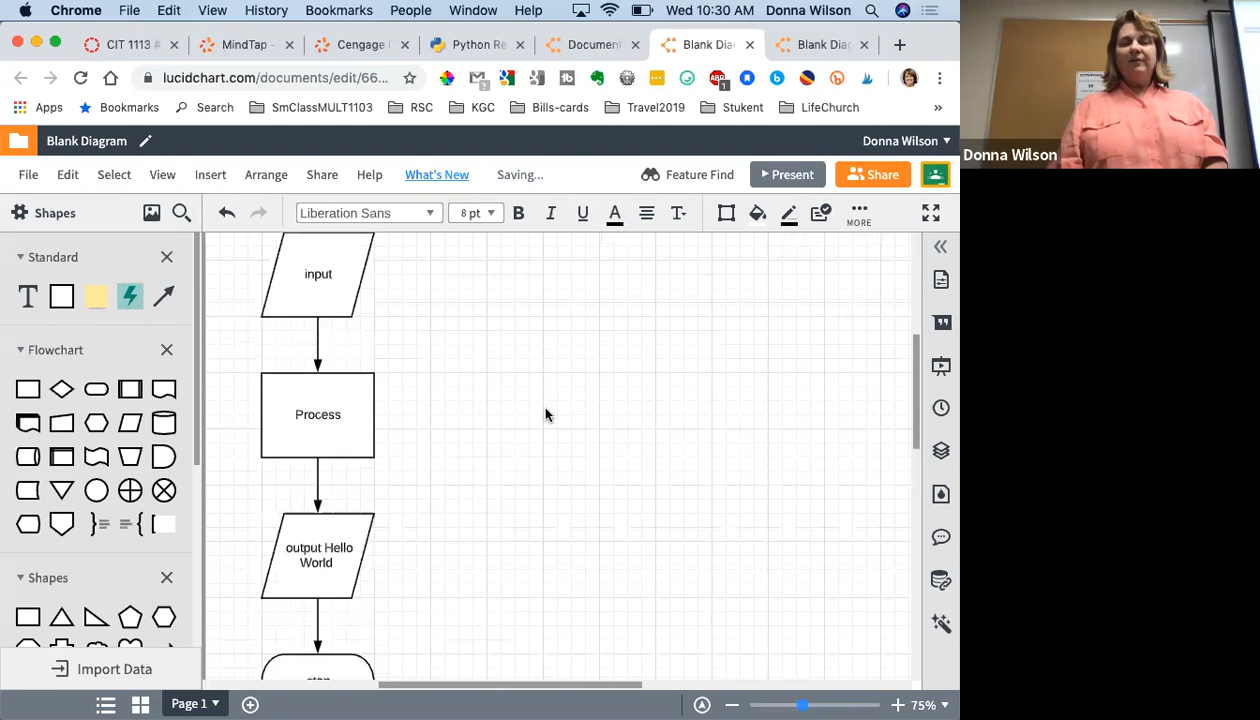 Chrome File Edit View History Bookmarks People Window Help Wed 10:30 AM Donna Wilson
CIT 1113 MindTap - Cengage Python Re Document Blank Dia Blank Dia
lucidchart.com/documents/edit/66...
Apps Bookmarks Search SmClassMULT1103 RSC KGC Bills-cards Travel2019 Stukent LifeChurch »
Blank Diagram Donna Wilson
File Edit Select View Insert Arrange Share Help What's New Saving... Feature Find Present Share
Shapes Liberation Sans 8 pt B I U A T MORE
Standard
T
Flowchart
Shapes
Import Data
input
Process
output Hello
World
Page 1 75%
Donna Wilson
ATTENTION